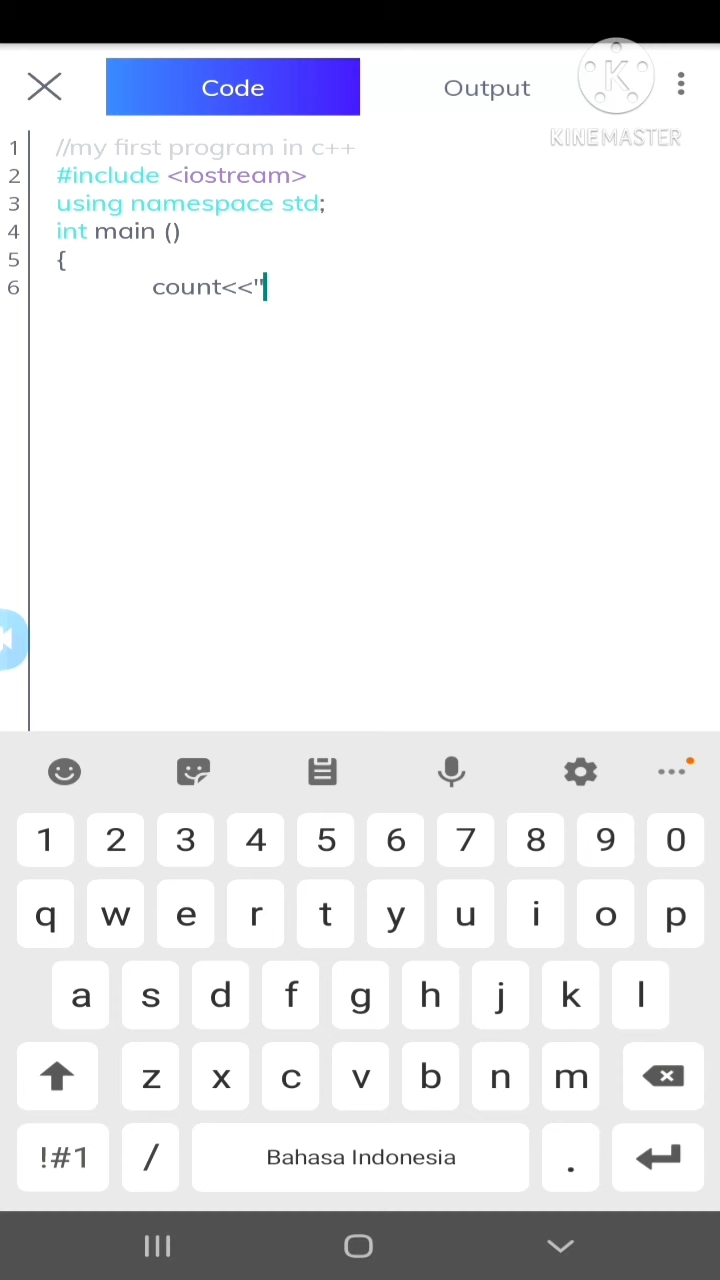 Code
Output
K
KINEMASTER
1 //my first program in c++
2 #include <iostream>
3 using namespace std;
4 int main ()
5 {
6 count<<"
1 2 3 4 5 6 7 8 9 0
q w e r t y u i o p
a s d f g h j k l
z x c v b n m
!#1 / Bahasa Indonesia .